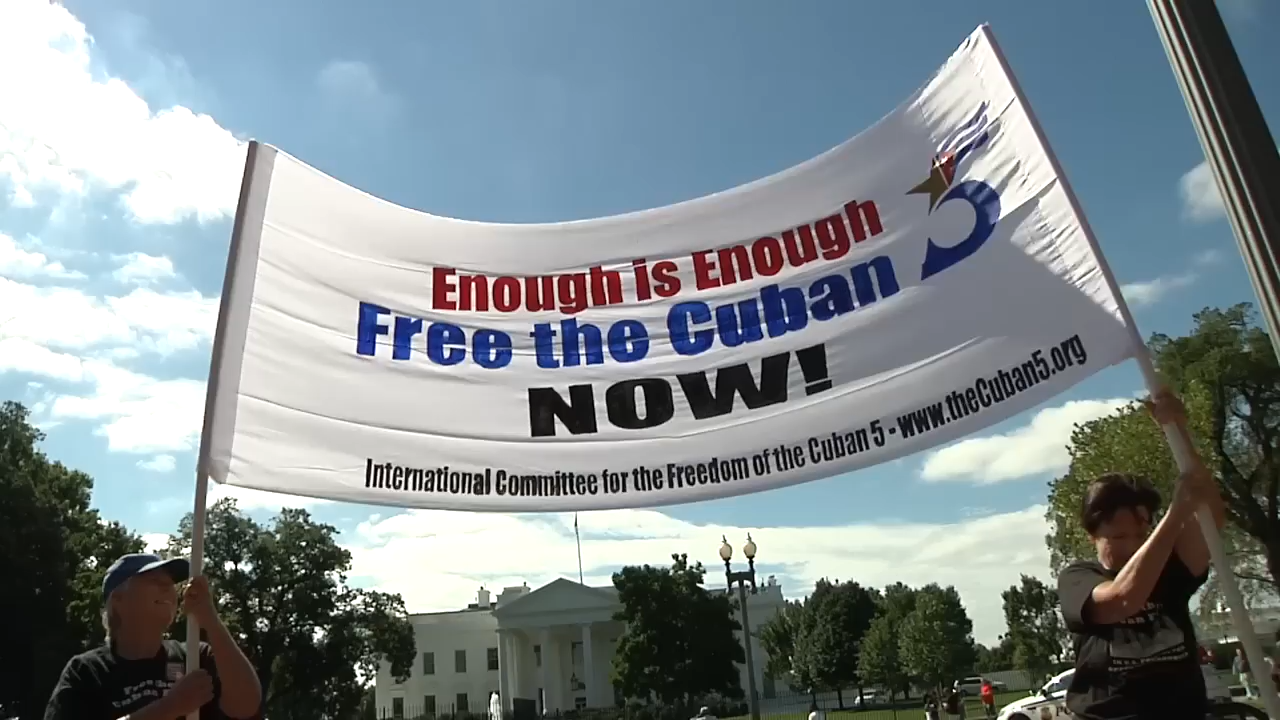 Enough is Enough
Free the Cuban 5
NOW!
International Committee for the Freedom of the Cuban 5 - www.theCuban5.org